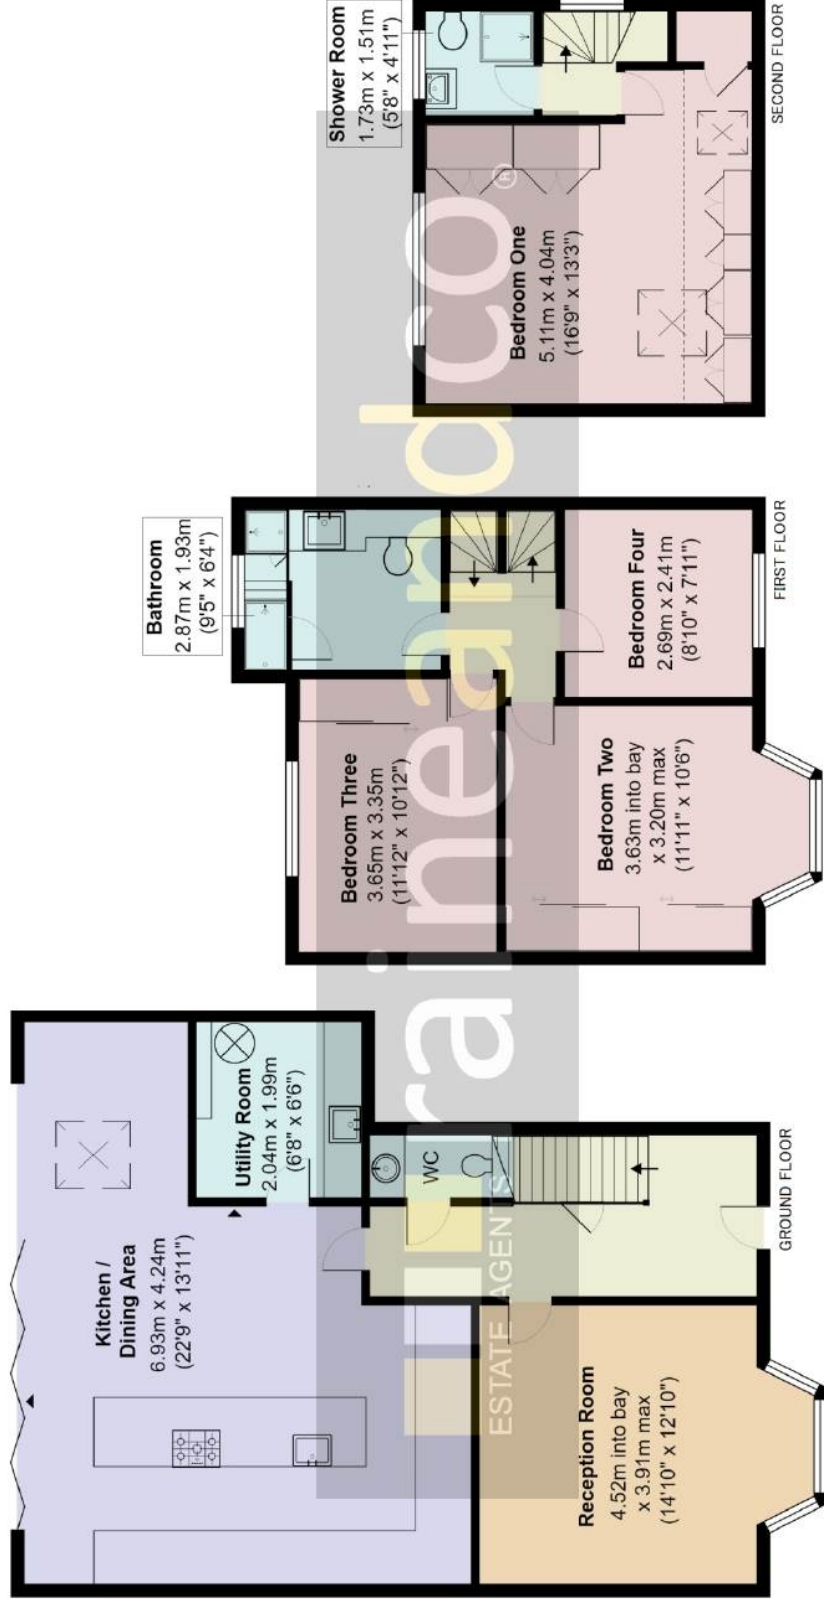 Kitchen /
Dining Area
6.93m x 4.24m
(22'9" x 13'11")
Utility Room
2.04m x 1.99m
(6'8" x 6'6")
WC
Reception Room
4.52m into bay
x 3.91m max
(14'10" x 12'10")
GROUND FLOOR
Bathroom
2.87m x 1.93m
(9'5" x 6'4")
Bedroom Three
3.65m x 3.35m
(11'12" x 10'12")
Bedroom Two
3.63m into bay
x 3.20m max
(11'11" x 10'6")
Bedroom Four
2.69m x 2.41m
(8'10" x 7'11")
FIRST FLOOR
Shower Room
1.73m x 1.51m
(5'8" x 4'11")
Bedroom One
5.11m x 4.04m
(16'9" x 13'3")
SECOND FLOOR
raineandco®
ESTATE AGENTS